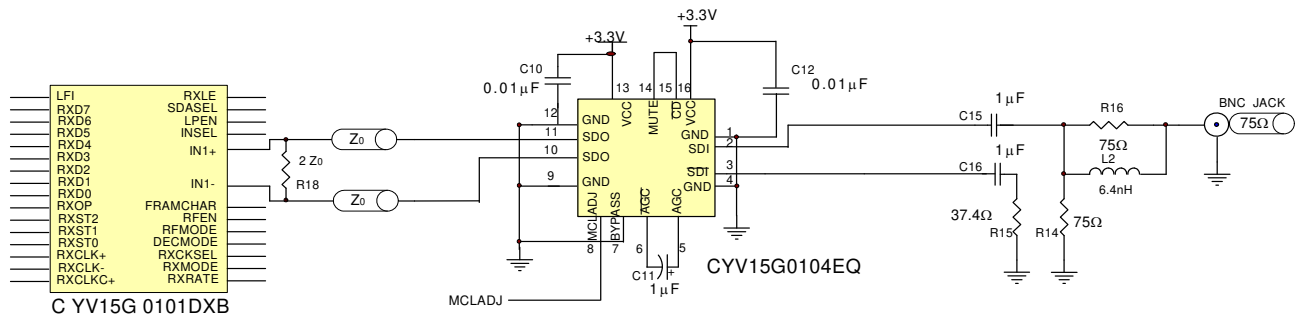 +3.3V
+3.3V
C10
0.01µF
13
14
15
16
C12
0.01µF
VCC
MUTE
CD
VCC
12
GND
11
SDO
10
SDO
9
GND
GND
1
SDI
2
SDI
3
GND
4
MCLADJ
BYPASS
AGC
AGC
8
7
6
5
C11
+
1µF
CYV15G0104EQ
MCLADJ
LFI
RXD7
RXD6
RXD5
RXD4
RXD3
RXD2
RXD1
RXD0
RXOP
RXST2
RXST1
RXST0
RXCLK+
RXCLK-
RXCLKC+
RXLE
SDASEL
LPEN
INSEL
IN1+
IN1-
FRAMCHAR
RFEN
RFMODE
DECMODE
RXCKSEL
RXMODE
RXRATE
C YV15G 0101DXB
2 Z0
R18
Z0
Z0
1µF
C15
1µF
C16
R16
75Ω
L2
6.4nH
37.4Ω
R15
75Ω
R14
BNC JACK
75Ω